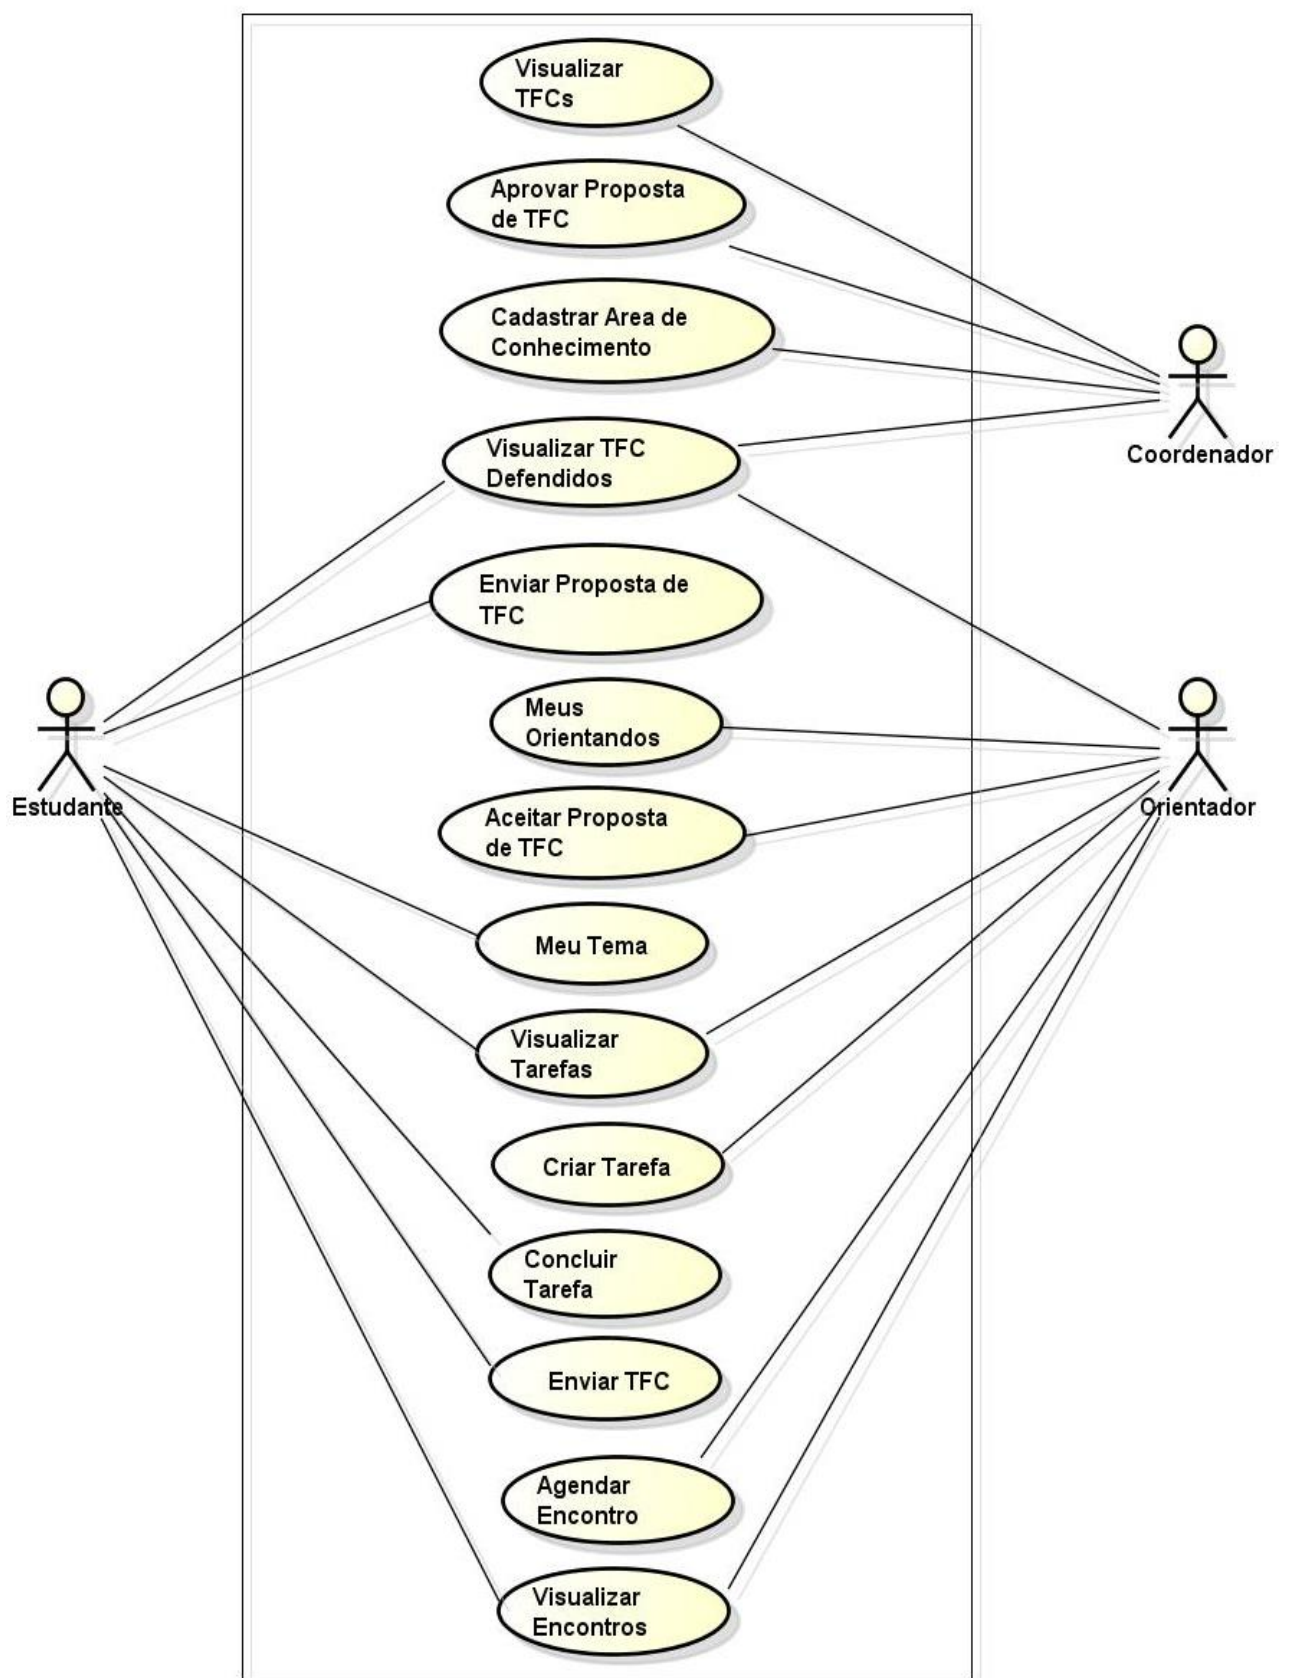 Visualizar
TFCs
Aprovar Proposta
de TFC
Cadastrar Area de
Conhecimento
Coordenador
Visualizar TFC
Defendidos
Enviar Proposta de
TFC
Meus
Orientandos
Estudante
Orientador
Aceitar Proposta
de TFC
Meu Tema
Visualizar
Tarefas
Criar Tarefa
Concluir
Tarefa
Enviar TFC
Agendar
Encontro
Visualizar
Encontros